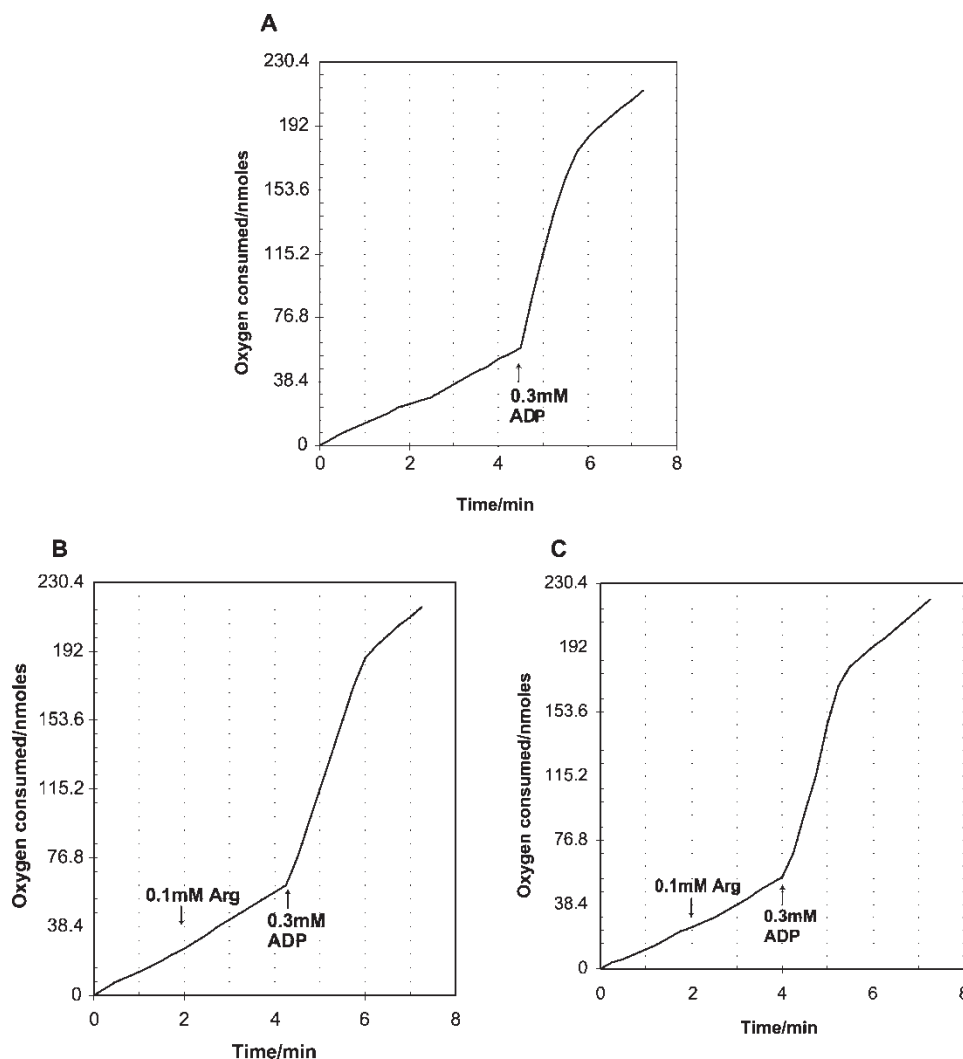 A
230.4
192
153.6
115.2
76.8
38.4
0
Oxygen consumed/nmoles
0.3mM
ADP
0 2 4 6 8
Time/min
B
230.4
192
153.6
115.2
76.8
38.4
0
Oxygen consumed/nmoles
0.1mM Arg
0.3mM
ADP
0 2 4 6 8
Time/min
C
230.4
192
153.6
115.2
76.8
38.4
0
Oxygen consumed/nmoles
0.1mM Arg
0.3mM
ADP
0 2 4 6 8
Time/min